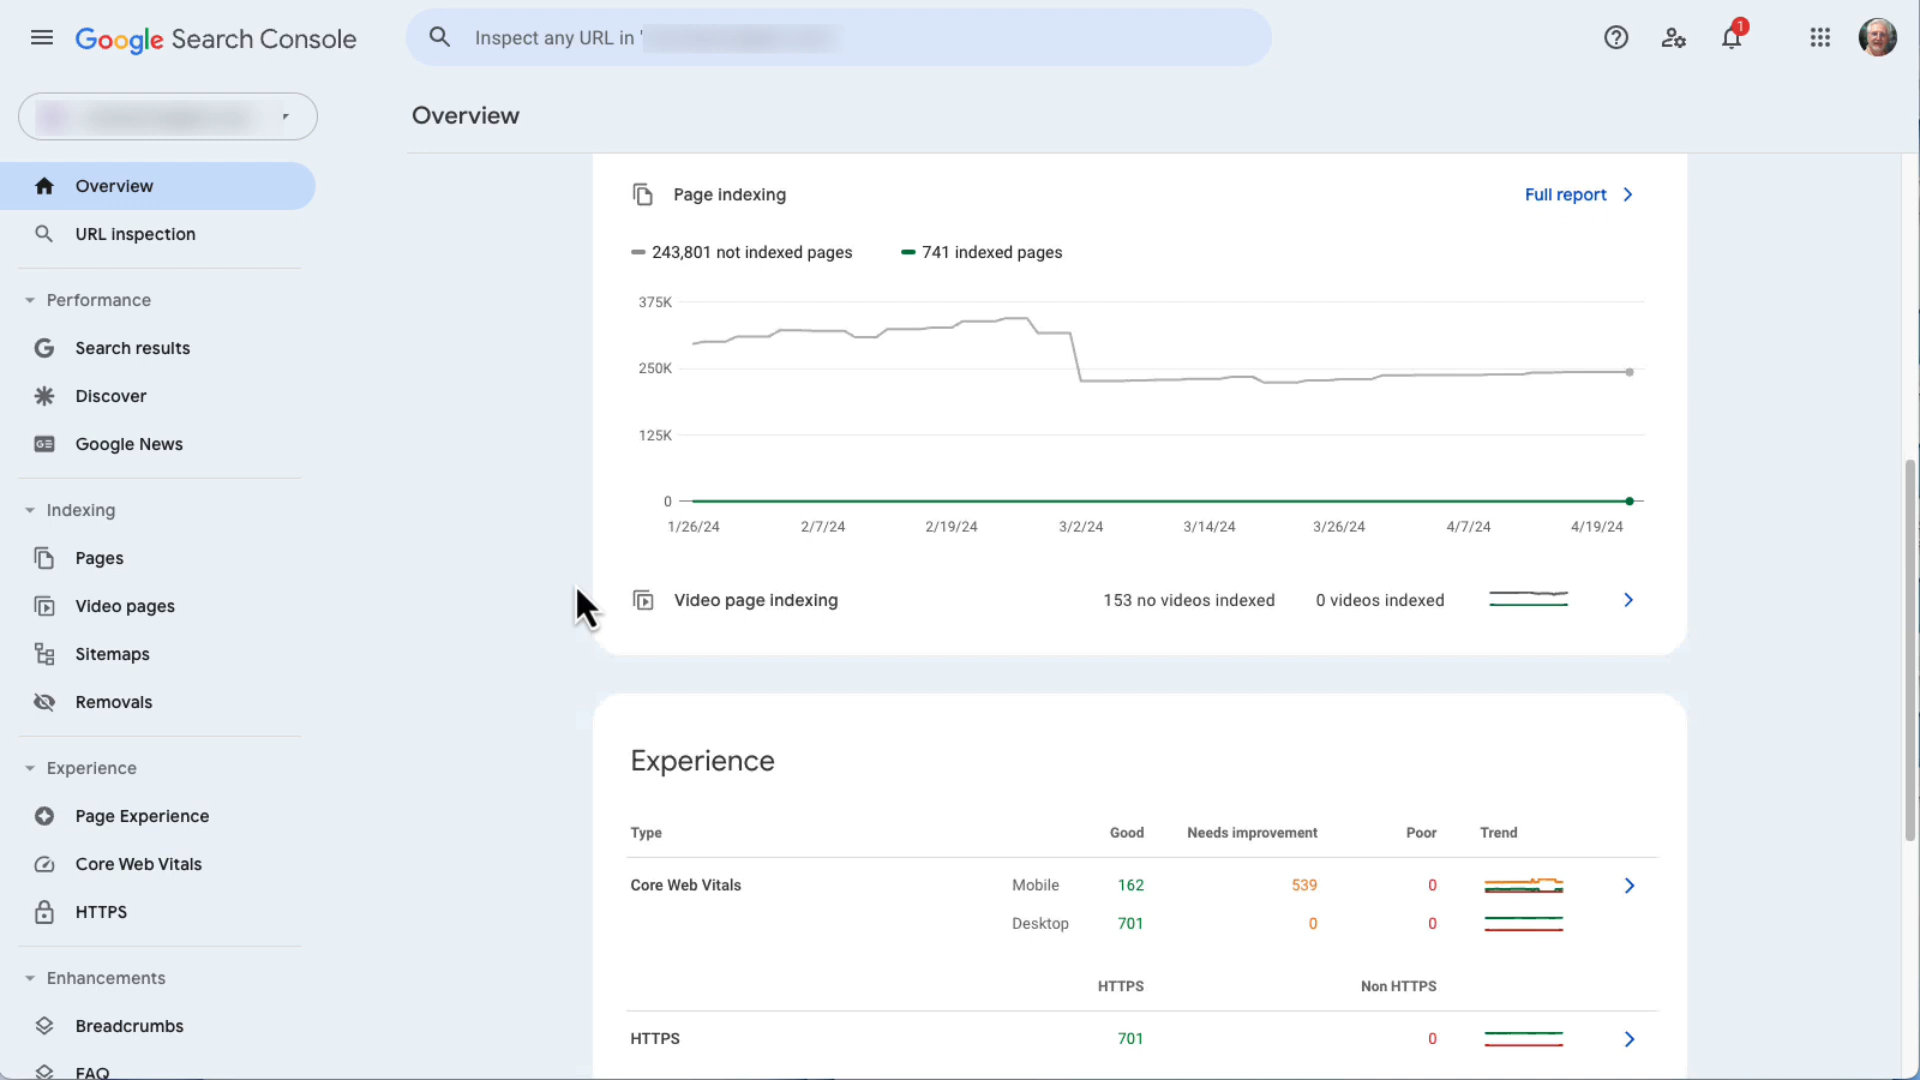 Google Search Console
Inspect any URL in '
1
Overview
URL inspection
Performance
Search results
Discover
Google News
Indexing
Pages
Video pages
Sitemaps
Removals
Experience
Page Experience
Core Web Vitals
HTTPS
Enhancements
Breadcrumbs
FAQ
Overview
Page indexing
Full report
243,801 not indexed pages 741 indexed pages
375K
250K
125K
0
1/26/24 2/7/24 2/19/24 3/2/24 3/14/24 3/26/24 4/7/24 4/19/24
Video page indexing 153 no videos indexed 0 videos indexed
Experience
Type Good Needs improvement Poor Trend
Core Web Vitals Mobile 162 539 0
Desktop 701 0 0
HTTPS Non HTTPS
HTTPS 701 0